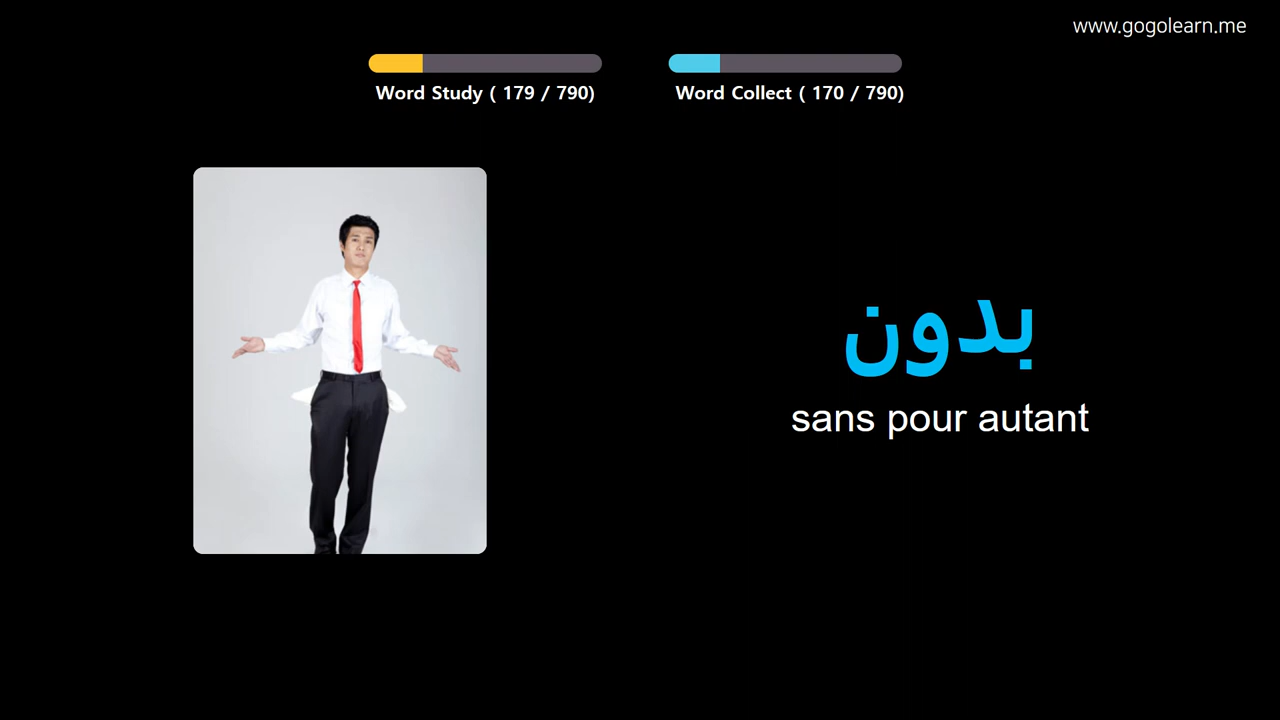 www.gogolearn.me
Word Study ( 179 / 790)
Word Collect ( 170 / 790)
بدون
sans pour autant